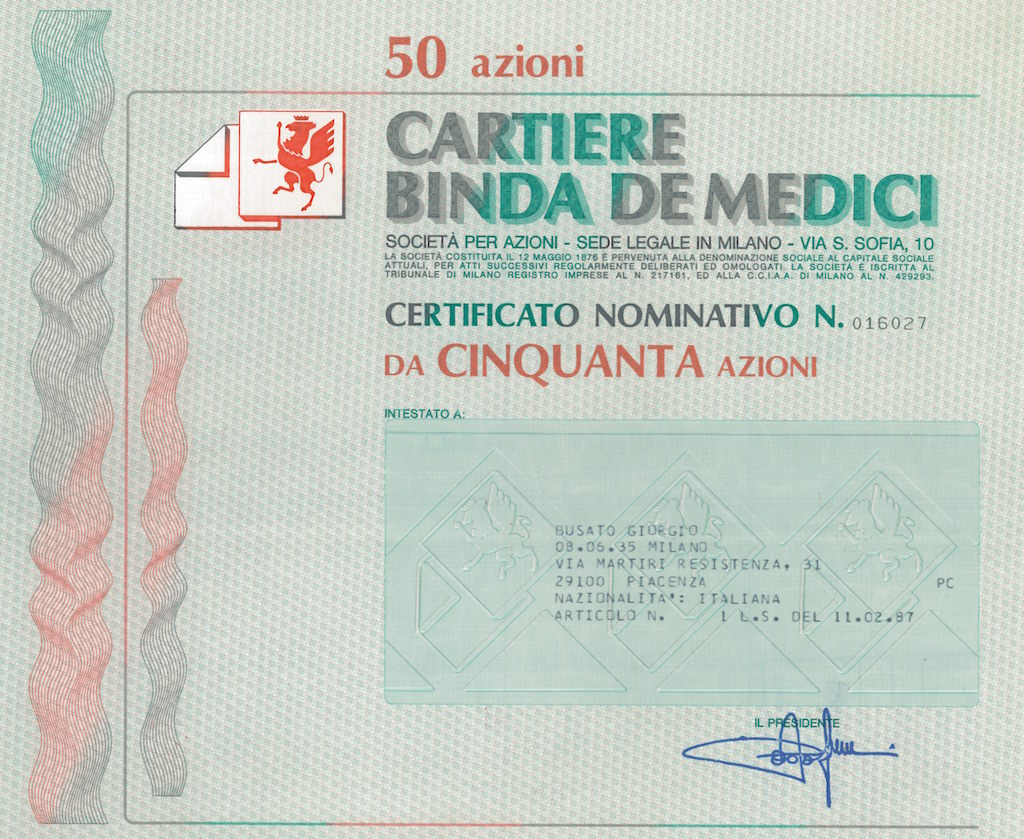 50 azioni
CARTIERE
BINDA DE MEDICI
SOCIETÀ PER AZIONI - SEDE LEGALE IN MILANO - VIA S. SOFIA, 10
LA SOCIETÀ COSTITUITA IL 12 MAGGIO 1876 È PERVENUTA ALLA DENOMINAZIONE SOCIALE AL CAPITALE SOCIALE
ATTUALI, PER ATTI SUCCESSIVI REGOLARMENTE DELIBERATI ED OMOLOGATI. LA SOCIETÀ È ISCRITTA AL
TRIBUNALE DI MILANO REGISTRO IMPRESE AL N. 217161, ED ALLA C.C.I.A.A. DI MILANO AL N. 429293.
CERTIFICATO NOMINATIVO N. 016027
DA CINQUANTA AZIONI
INTESTATO A:
BUSATO GIORGIO
08.06.35 MILANO
VIA MARTIRI RESISTENZA, 31
29100 PIACENZA PC
NAZIONALITA': ITALIANA
ARTICOLO N. 1 L.S. DEL 11.02.87
IL PRESIDENTE